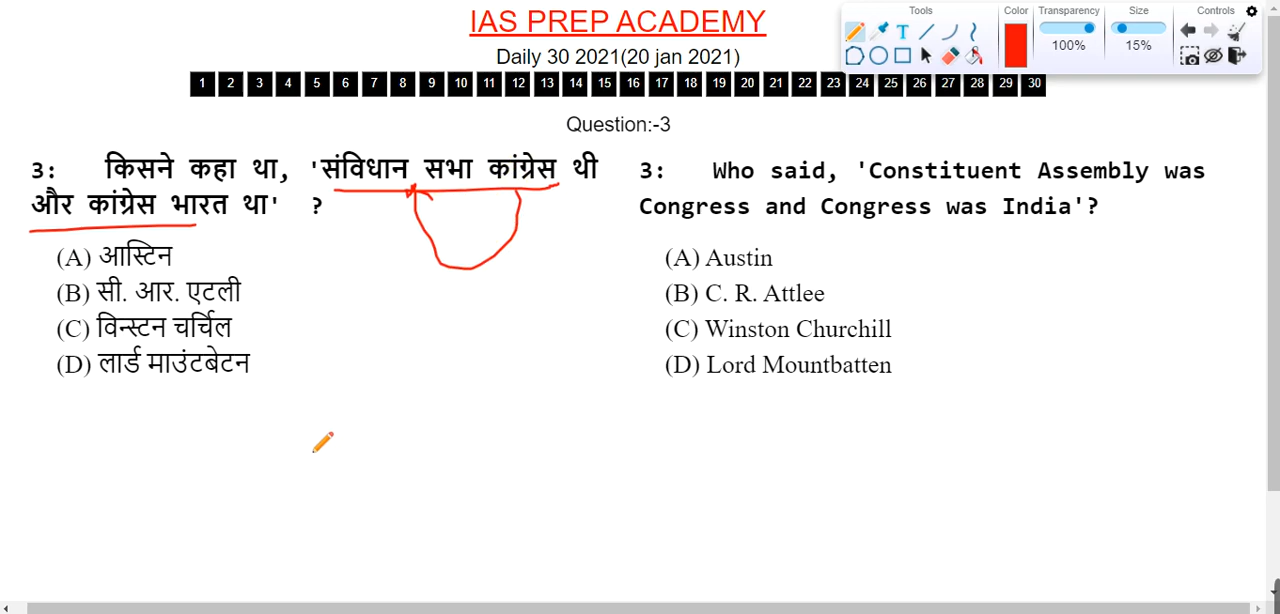 IAS PREP ACADEMY
Daily 30 2021(20 jan 2021)
Tools
Color
Transparency
Size
Controls
100%
15%
1 2 3 4 5 6 7 8 9 10 11 12 13 14 15 16 17 18 19 20 21 22 23 24 25 26 27 28 29 30
Question:-3
3: किसने कहा था, 'संविधान सभा कांग्रेस थी
और कांग्रेस भारत था' ?
(A) आस्टिन
(B) सी. आर. एटली
(C) विन्स्टन चर्चिल
(D) लार्ड माउंटबेटन
3: Who said, 'Constituent Assembly was
Congress and Congress was India'?
(A) Austin
(B) C. R. Attlee
(C) Winston Churchill
(D) Lord Mountbatten